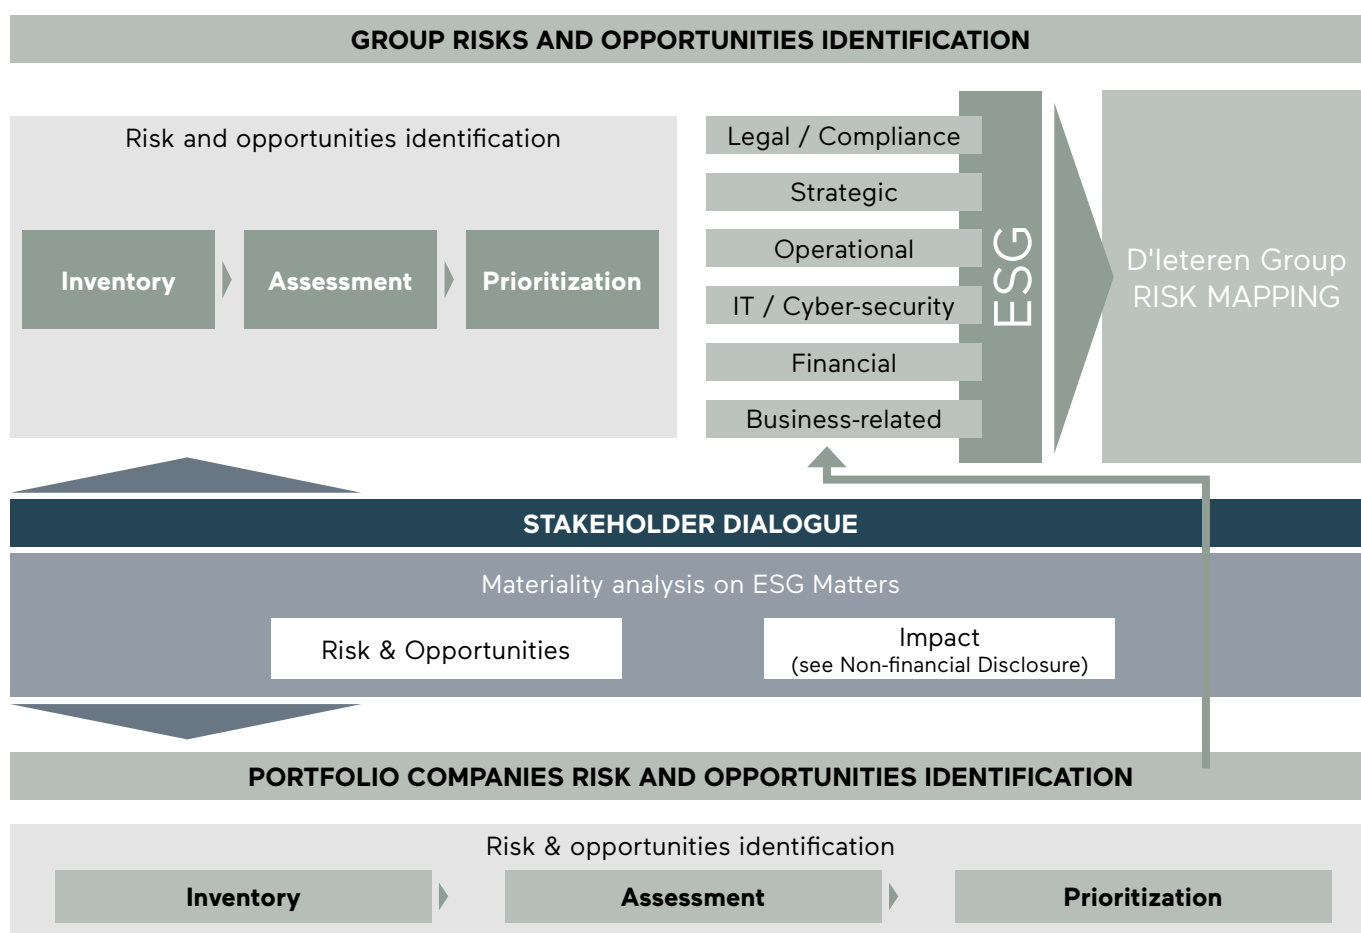 GROUP RISKS AND OPPORTUNITIES IDENTIFICATION
Risk and opportunities identification
Inventory
Assessment
Prioritization
Legal / Compliance
Strategic
Operational
IT / Cyber-security
Financial
Business-related
ESG
D'Ieteren Group
RISK MAPPING
STAKEHOLDER DIALOGUE
Materiality analysis on ESG Matters
Risk & Opportunities
Impact
(see Non-financial Disclosure)
PORTFOLIO COMPANIES RISK AND OPPORTUNITIES IDENTIFICATION
Risk & opportunities identification
Inventory
Assessment
Prioritization